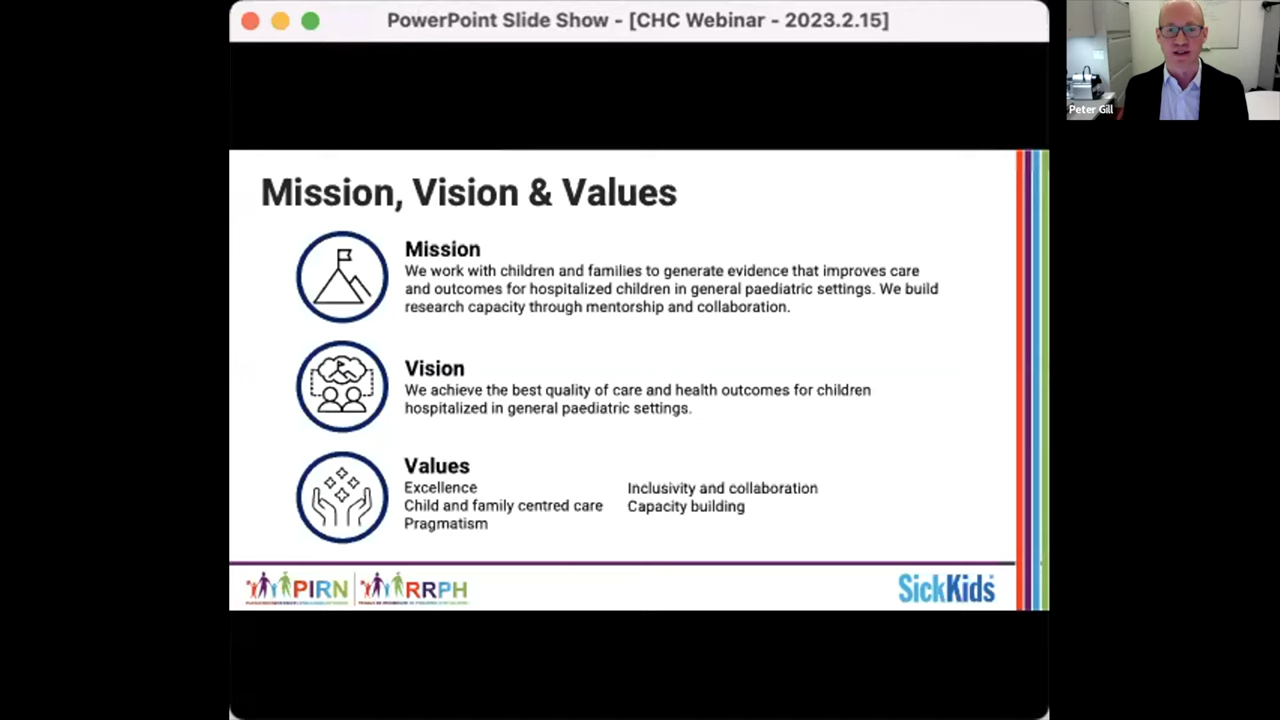 PowerPoint Slide Show - [CHC Webinar - 2023.2.15]
Peter Gill
Mission, Vision & Values
Mission
We work with children and families to generate evidence that improves care
and outcomes for hospitalized children in general paediatric settings. We build
research capacity through mentorship and collaboration.
Vision
We achieve the best quality of care and health outcomes for children
hospitalized in general paediatric settings.
Values
Excellence
Child and family centred care
Pragmatism
Inclusivity and collaboration
Capacity building
PIRN
RRPH
SickKids